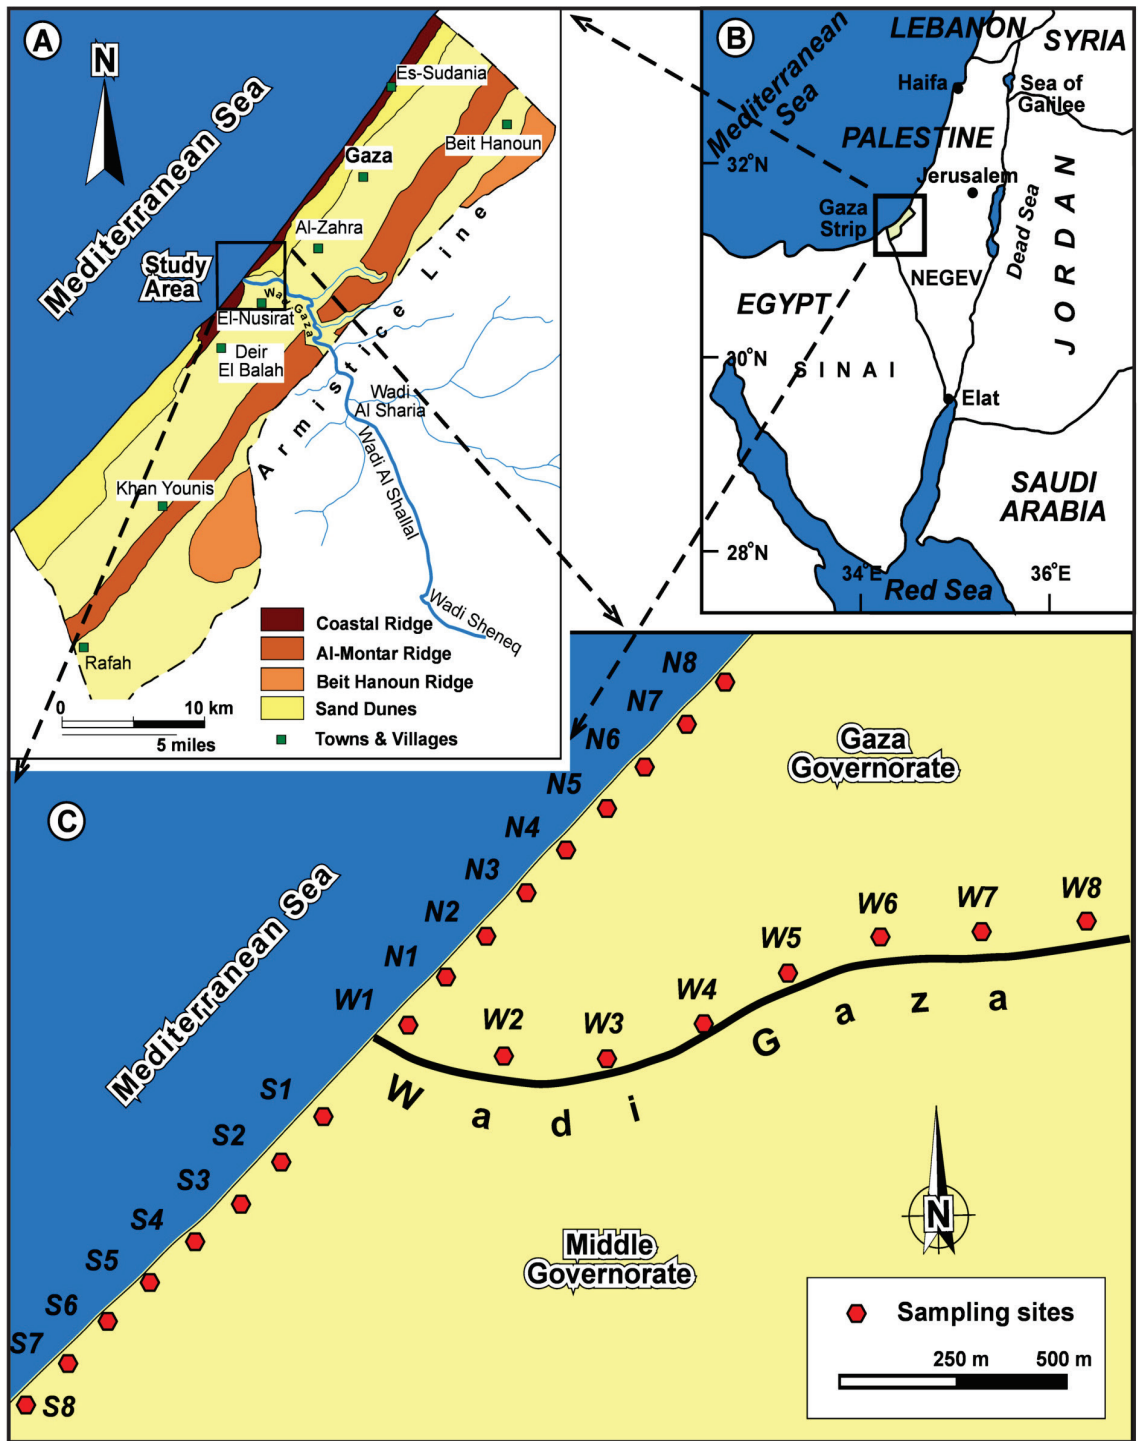 A
N
Mediterranean Sea
Es-Sudania
Beit Hanoun
Gaza
Al-Zahra
Study
Area
Wadi Gaza
El-Nusirat
Deir
El Balah
Armistice Line
Wadi
Al Sharia
Wadi Al Shallal
Khan Younis
Wadi Sheneq
Rafah
Coastal Ridge
Al-Montar Ridge
Beit Hanoun Ridge
Sand Dunes
Towns & Villages
0 10 km
5 miles
B
LEBANON
SYRIA
Mediterranean
Sea
Haifa
Sea of
Galilee
PALESTINE
32°N
Jerusalem
Gaza
Strip
Dead Sea
JORDAN
NEGEV
EGYPT
30°N
SINAI
Elat
SAUDI
ARABIA
28°N
34°E
36°E
Red Sea
C
Mediterranean Sea
N8
N7
N6
N5
N4
N3
N2
N1
Gaza
Governorate
W1
W2
W3
W4
W5
W6
W7
W8
Wadi Gaza
S1
S2
S3
S4
S5
S6
S7
S8
Middle
Governorate
N
Sampling sites
250 m 500 m